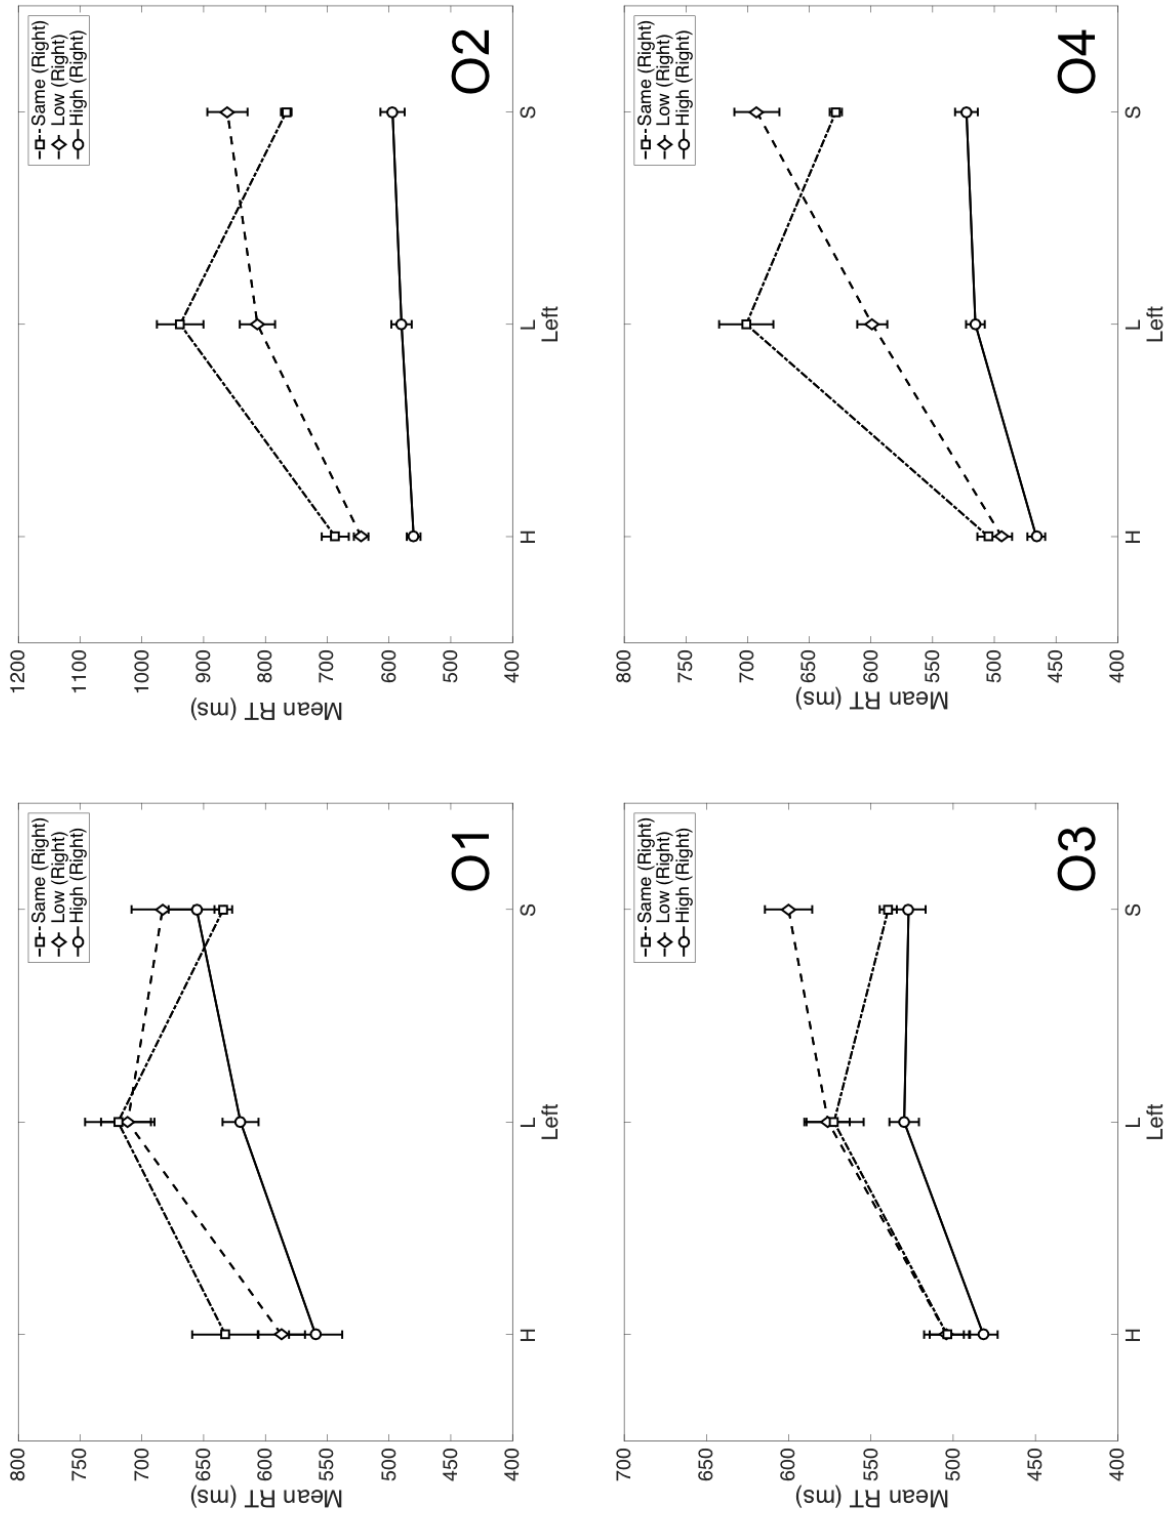 Same (Right)
Low (Right)
High (Right)
800
750
700
650
600
550
500
450
400
Mean RT (ms)
H
L
S
Left
O1
Same (Right)
Low (Right)
High (Right)
1200
1100
1000
900
800
700
600
500
400
Mean RT (ms)
H
L
S
Left
O2
Same (Right)
Low (Right)
High (Right)
700
650
600
550
500
450
400
Mean RT (ms)
H
L
S
Left
O3
Same (Right)
Low (Right)
High (Right)
800
750
700
650
600
550
500
450
400
Mean RT (ms)
H
L
S
Left
O4